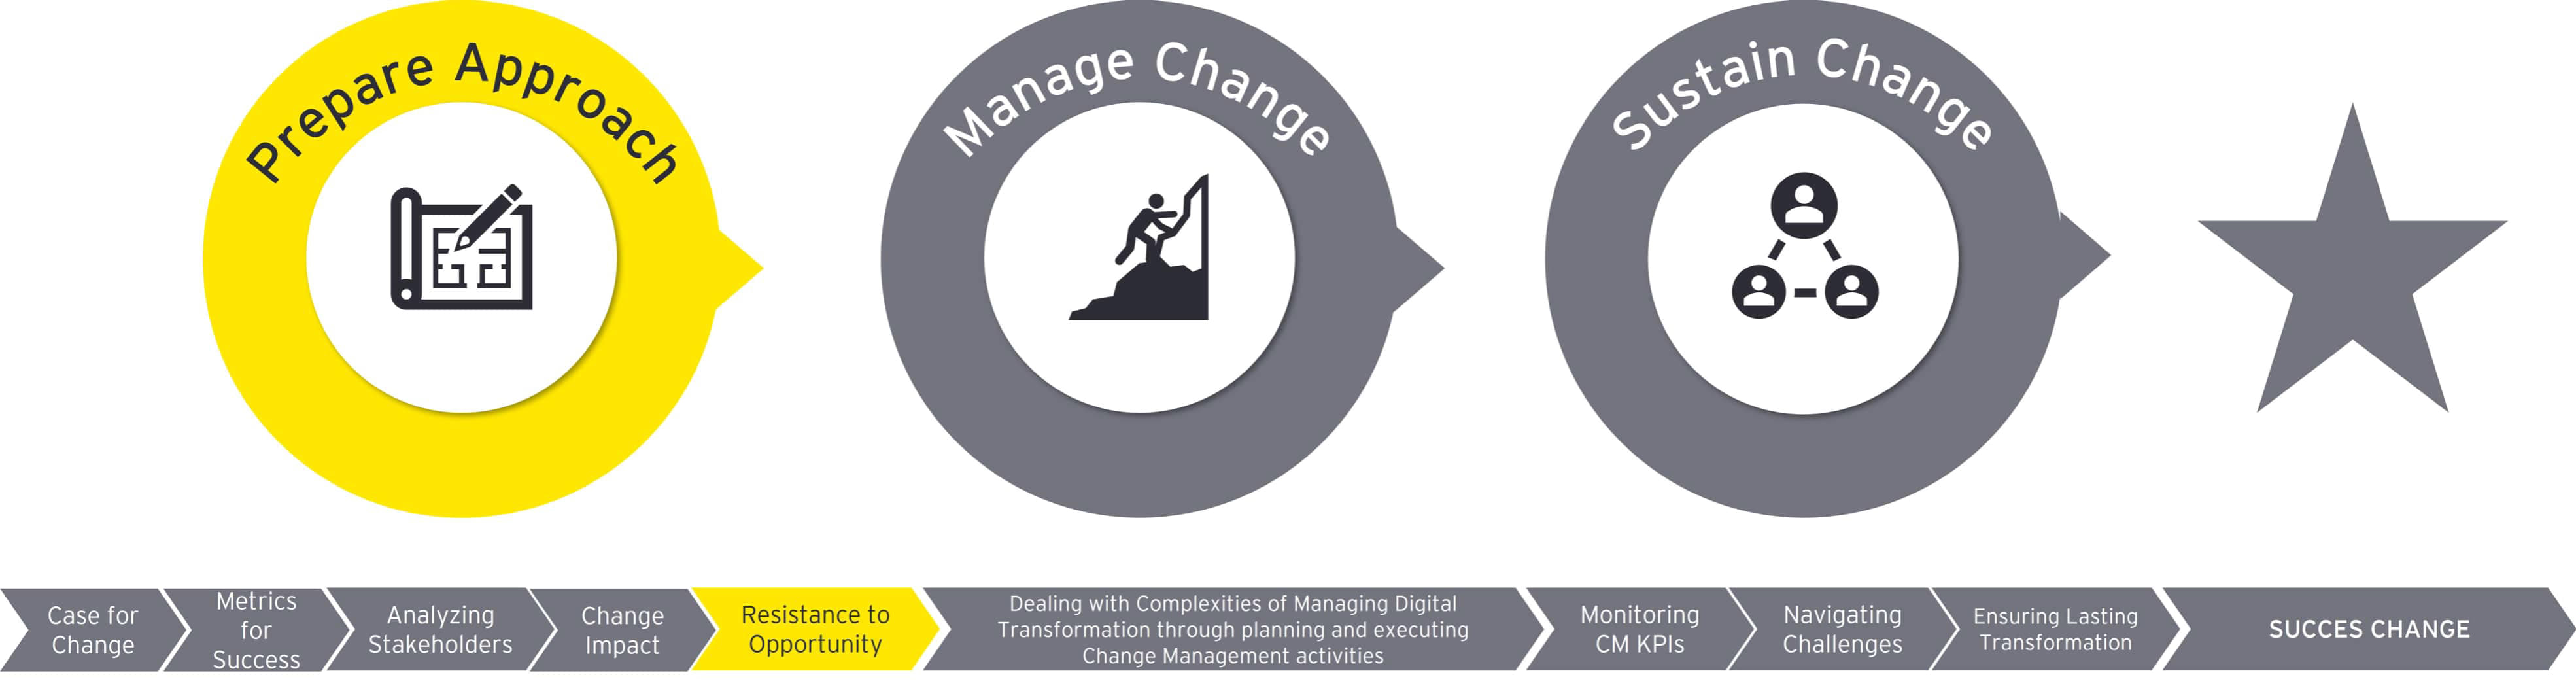 Prepare Approach
Manage Change
Sustain Change
Case for
Change
Metrics
for
Success
Analyzing
Stakeholders
Change
Impact
Resistance to
Opportunity
Dealing with Complexities of Managing Digital
Transformation through planning and executing
Change Management activities
Monitoring
CM KPIs
Navigating
Challenges
Ensuring Lasting
Transformation
SUCCES CHANGE